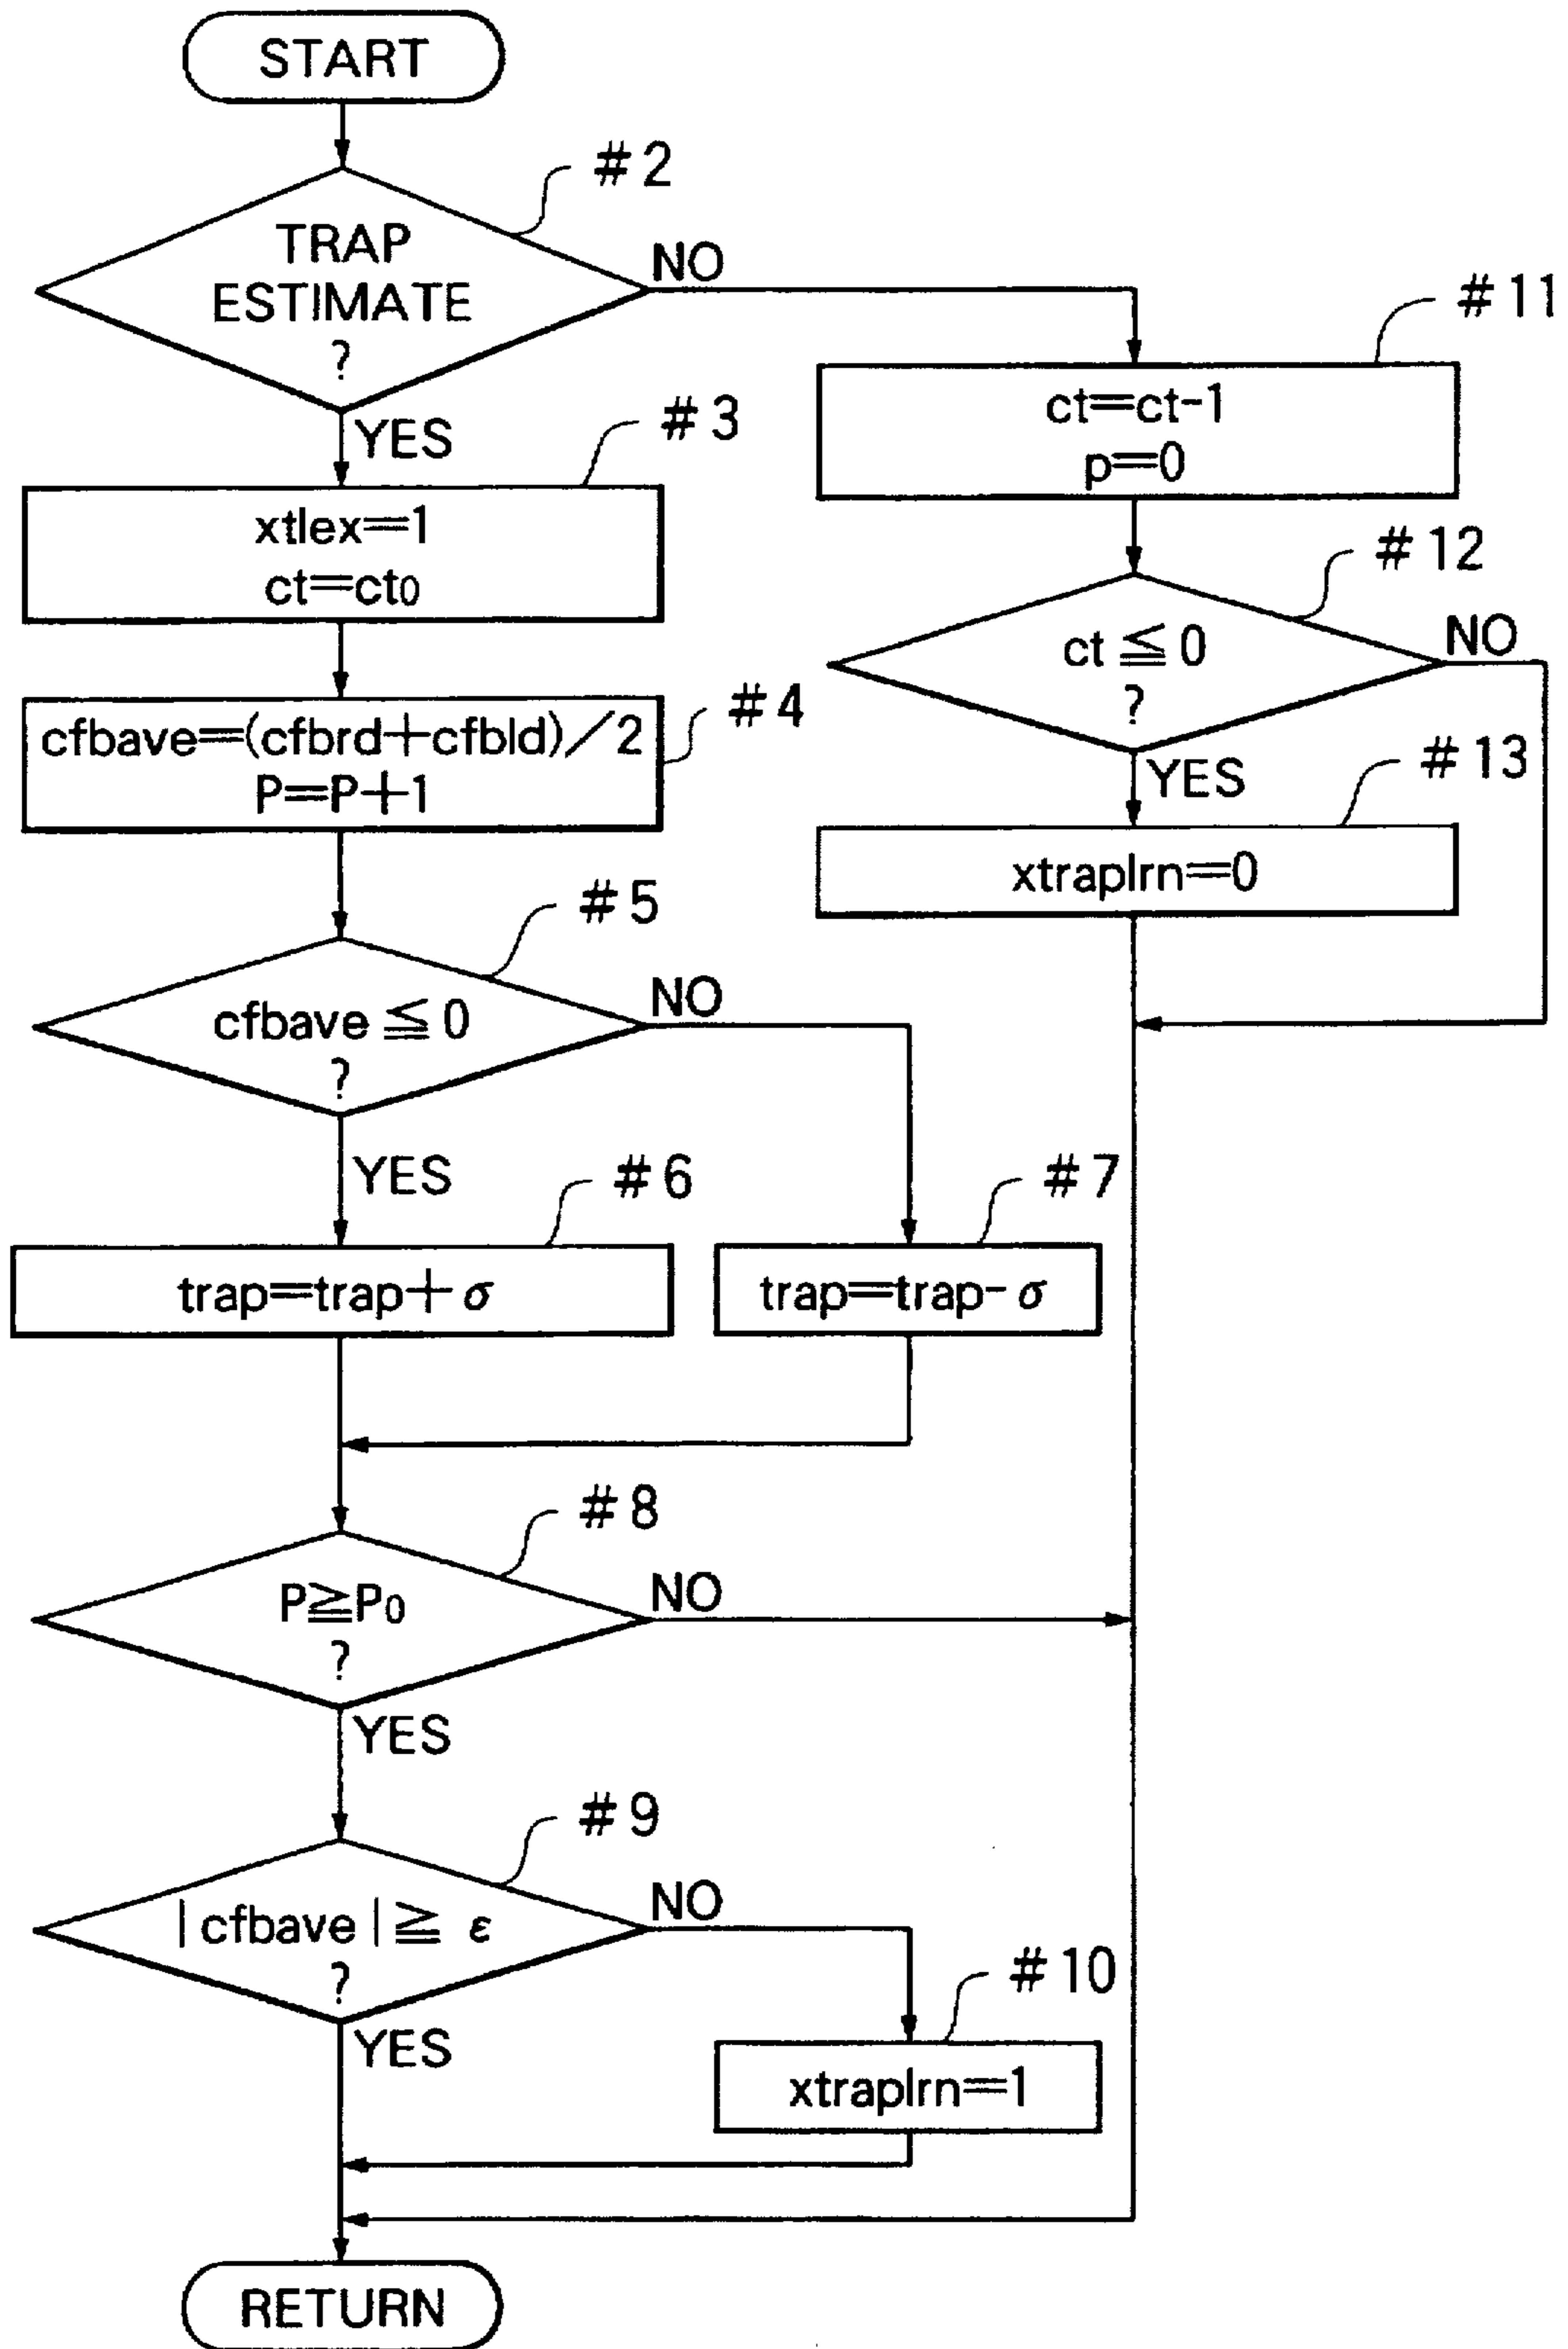 START
#2
TRAP
ESTIMATE
?
NO
YES
#3
xtlex=1
ct=ct0
#4
cfbave=(cfbrd+cfbld)/2
P=P+1
#5
cfbave≦0
?
NO
YES
#6
trap=trap+σ
#7
trap=trap-σ
#8
P≧P0
?
NO
YES
#9
|cfbave|≧ ε
?
NO
YES
#10
xtraplrn=1
#11
ct=ct-1
p=0
#12
ct≦0
?
NO
YES
#13
xtraplrn=0
RETURN